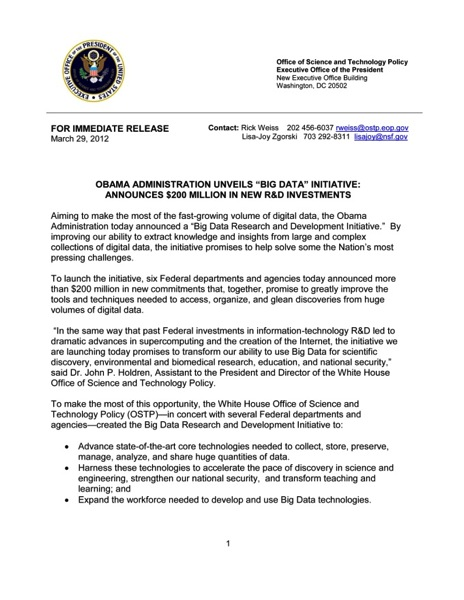 EXECUTIVE OFFICE OF THE PRESIDENT OF THE UNITED STATES
Office of Science and Technology Policy
Executive Office of the President
New Executive Office Building
Washington, DC 20502
FOR IMMEDIATE RELEASE
March 29, 2012
Contact: Rick Weiss 202 456-6037 rweiss@ostp.eop.gov
Lisa-Joy Zgorski 703 292-8311 lisajoy@nsf.gov
OBAMA ADMINISTRATION UNVEILS “BIG DATA” INITIATIVE:
ANNOUNCES $200 MILLION IN NEW R&D INVESTMENTS
Aiming to make the most of the fast-growing volume of digital data, the Obama
Administration today announced a “Big Data Research and Development Initiative.” By
improving our ability to extract knowledge and insights from large and complex
collections of digital data, the initiative promises to help solve some the Nation’s most
pressing challenges.
To launch the initiative, six Federal departments and agencies today announced more
than $200 million in new commitments that, together, promise to greatly improve the
tools and techniques needed to access, organize, and glean discoveries from huge
volumes of digital data.
“In the same way that past Federal investments in information-technology R&D led to
dramatic advances in supercomputing and the creation of the Internet, the initiative we
are launching today promises to transform our ability to use Big Data for scientific
discovery, environmental and biomedical research, education, and national security,”
said Dr. John P. Holdren, Assistant to the President and Director of the White House
Office of Science and Technology Policy.
To make the most of this opportunity, the White House Office of Science and
Technology Policy (OSTP)—in concert with several Federal departments and
agencies—created the Big Data Research and Development Initiative to:
• Advance state-of-the-art core technologies needed to collect, store, preserve,
manage, analyze, and share huge quantities of data.
• Harness these technologies to accelerate the pace of discovery in science and
engineering, strengthen our national security, and transform teaching and
learning; and
• Expand the workforce needed to develop and use Big Data technologies.
1